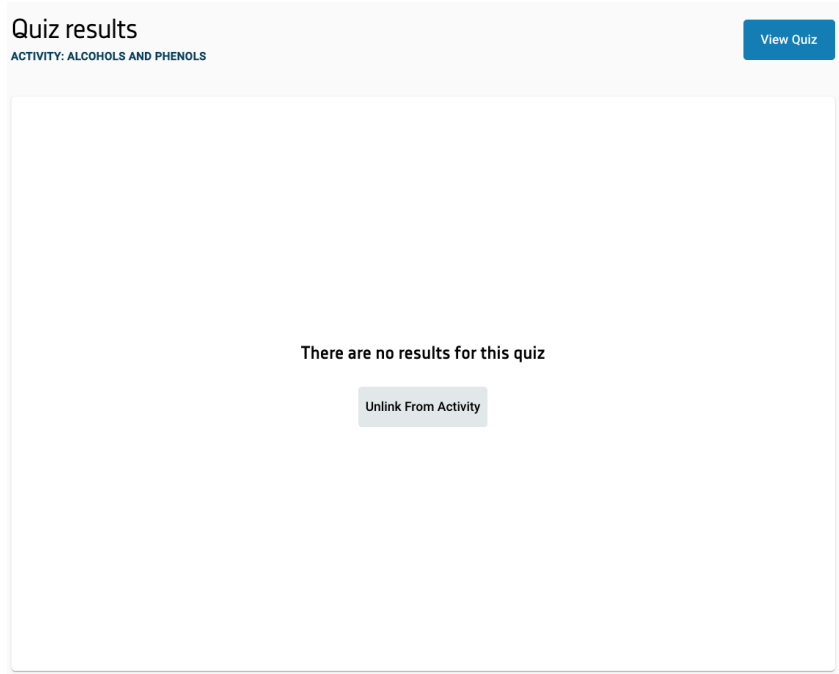 Quiz results
View Quiz
ACTIVITY: ALCOHOLS AND PHENOLS
There are no results for this quiz
Unlink From Activity